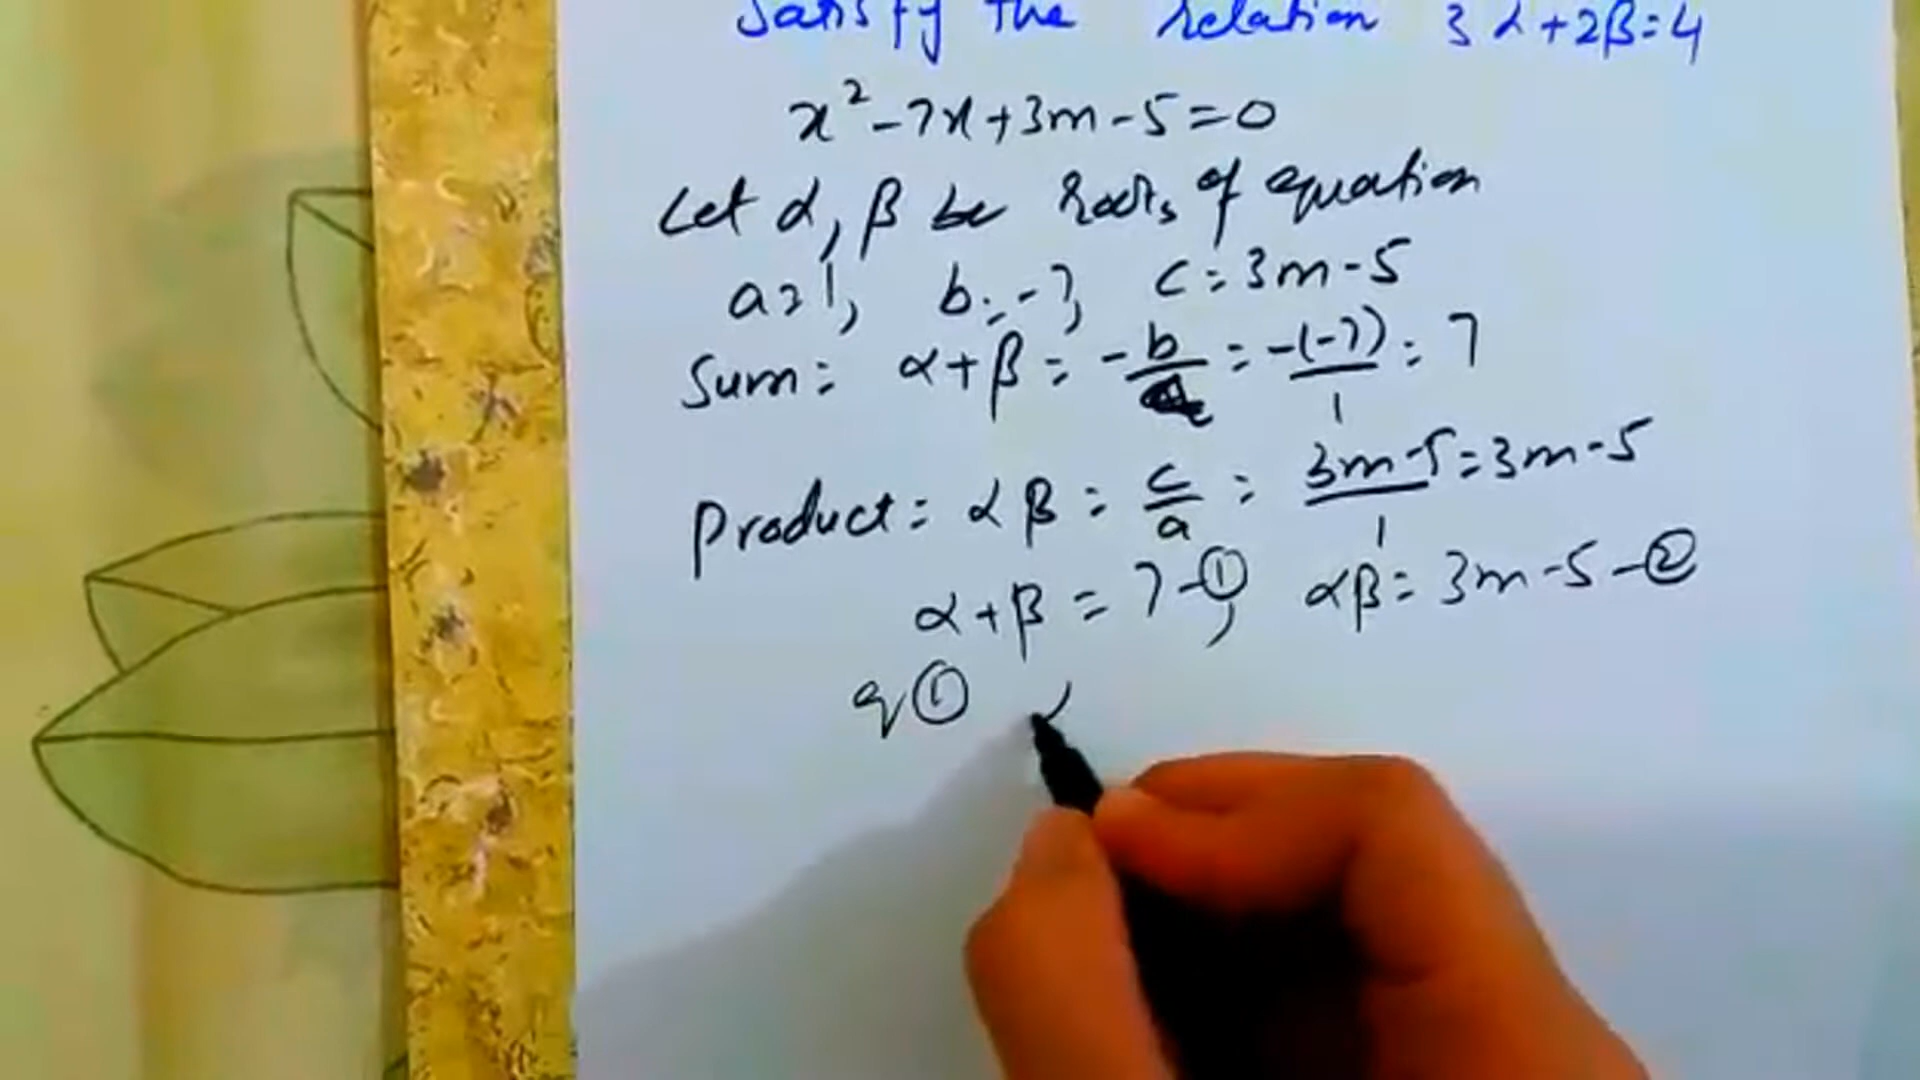 Satisfy the relation 3α+2β=4
x²-7x+3m-5=0
Let α, β be roots of equation
a=1, b=-7, c=3m-5
Sum= α+β = -b/a = -(-7)/1 = 7
Product= αβ = c/a = 3m-5/1 = 3m-5
α+β = 7-①, αβ= 3m-5-②